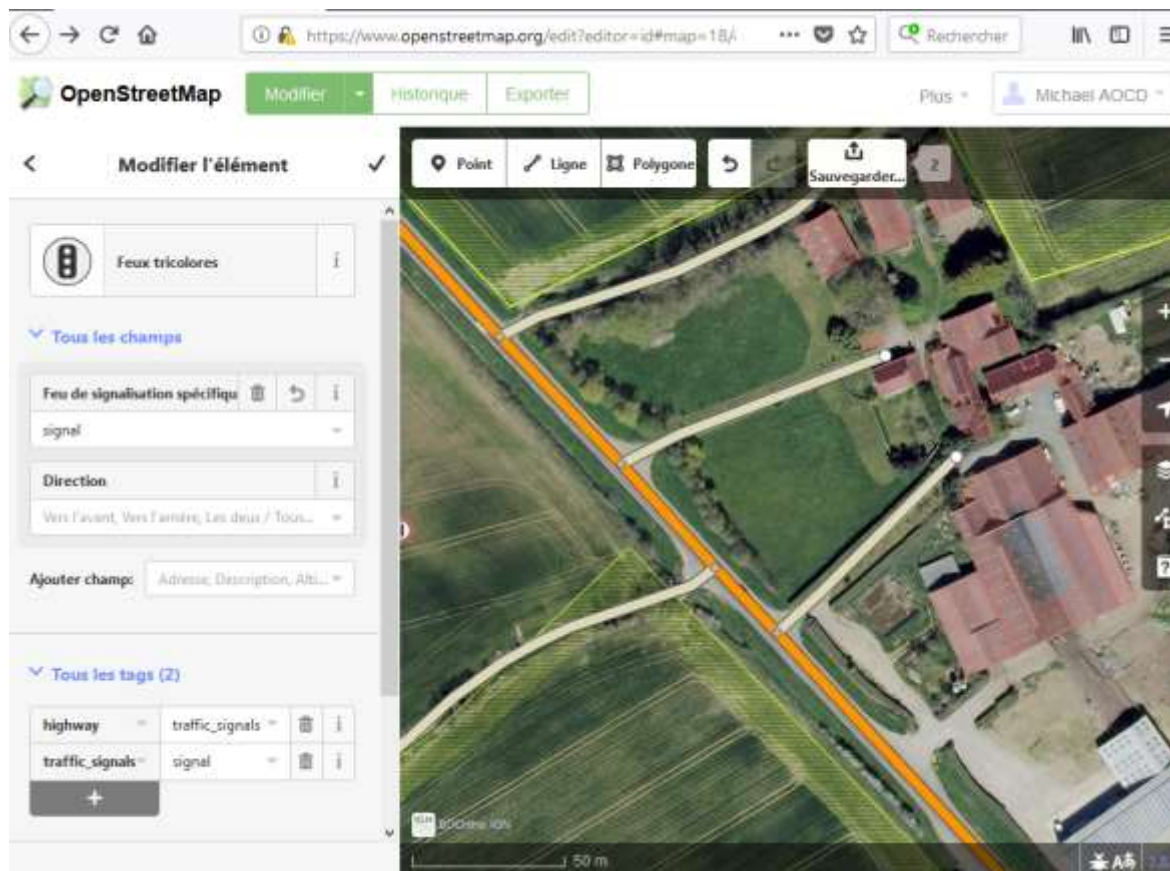 https://www.openstreetmap.org/edit?editor=id#map=18/
Rechercher
OpenStreetMap
Modifier
Historique
Exporter
Plus
Michael AOCD
Modifier l'élément
Point
Ligne
Polygone
Sauvegarder...
2
Feux tricolores
i
Tous les champs
Feu de signalisation spécifiqu
i
signal
Direction
i
Vers l'avant, Vers l'arrière, Les deux / Tous...
Ajouter champ:
Adresse, Description, Alti...
Tous les tags (2)
highway
traffic_signals
i
traffic_signals
signal
i
+
BDOrtho IGN
50 m